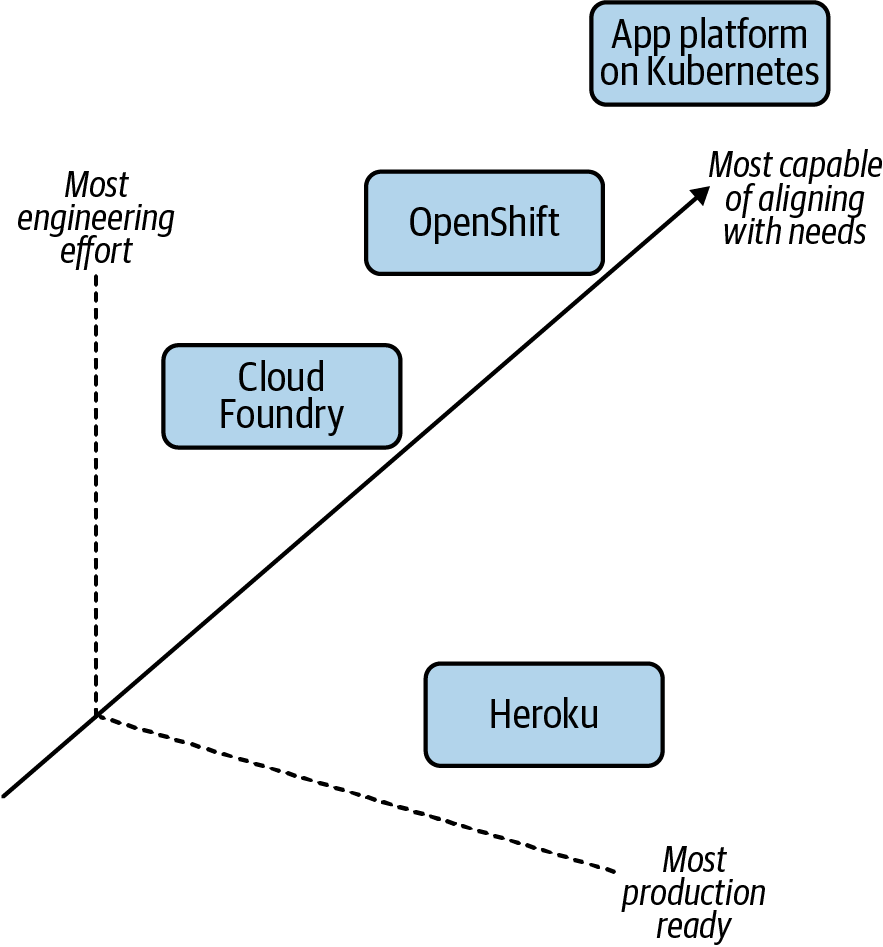 App platform
on Kubernetes
Most capable
of aligning
with needs
Most
engineering
effort
OpenShift
Cloud
Foundry
Heroku
Most
production
ready